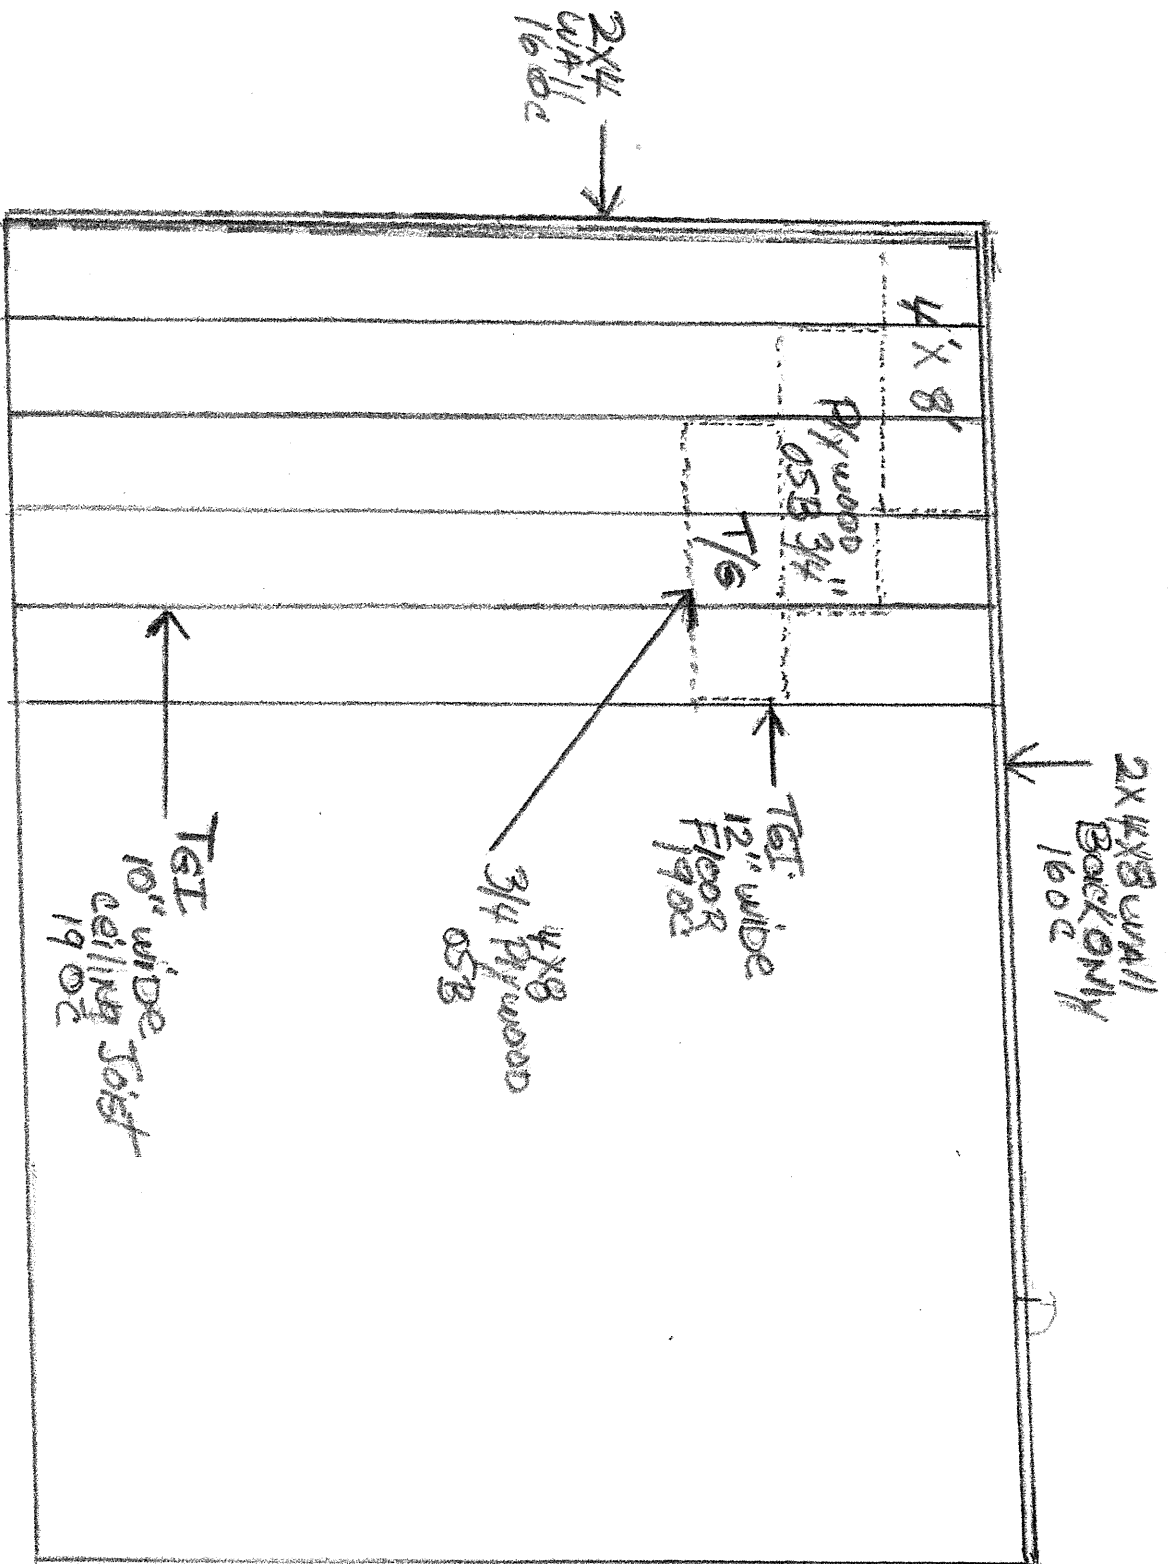 2X4
WAll
16 OC
4'X 8'
Plywood
OSB 3/4"
T/G
2X4X8 WAll
Back ONly
16 OC
TGI
12" wiDe
FlooR
19 OC
4X8
3/4 Plywood
OSB
TGI
10" wiDe
ceiliNg Joist
19 OC